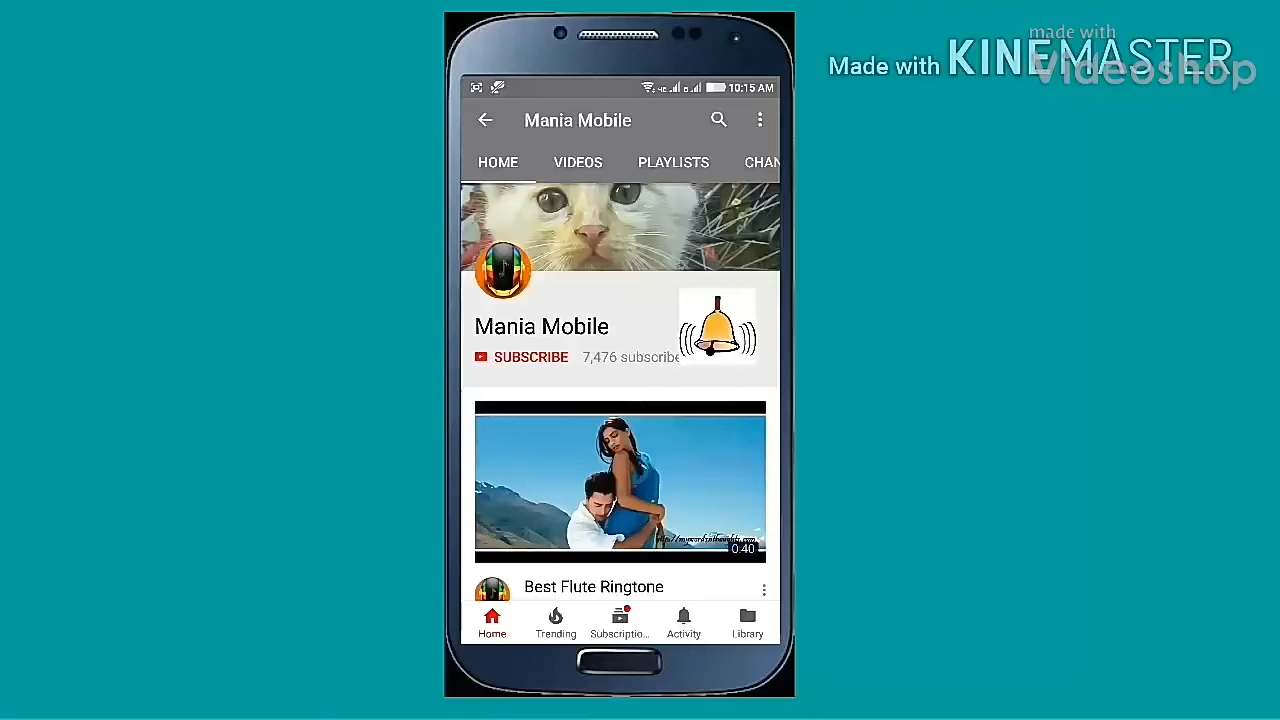 made with
Made with KINEMASTER
Videoshop
10:15 AM
Mania Mobile
HOME VIDEOS PLAYLISTS CHAN
Mania Mobile
SUBSCRIBE 7,476 subscribe
0:40
Best Flute Ringtone
Home Trending Subscriptio... Activity Library